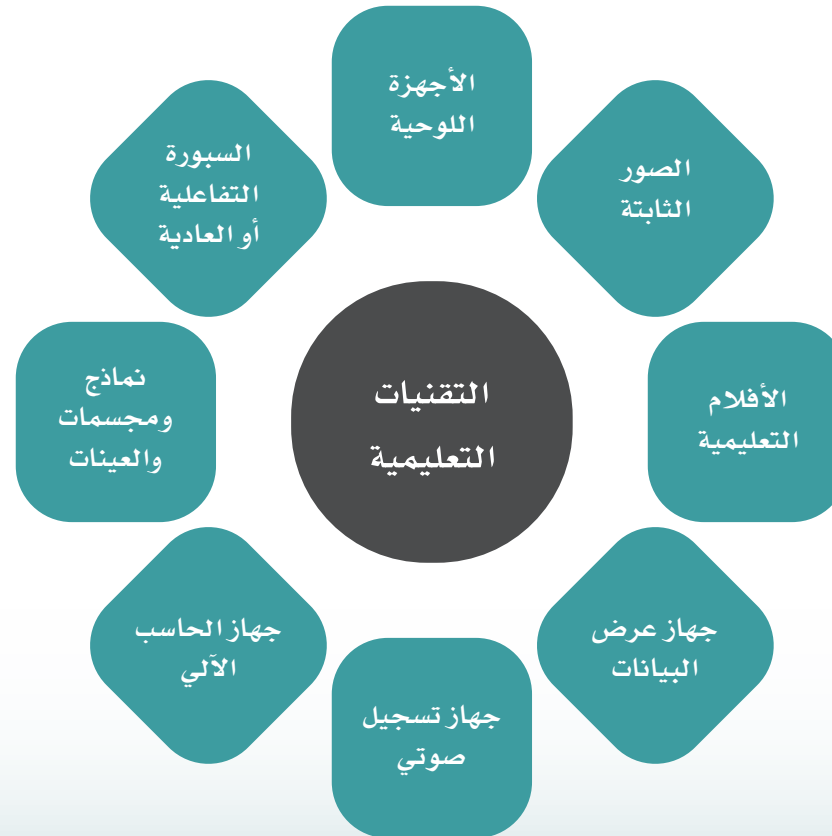 الأجهزة
اللوحية
الصور
الثابتة
الأفلام
التعليمية
جهاز عرض
البيانات
جهاز تسجيل
صوتي
جهاز الحاسب
الآلي
نماذج
ومجسمات
والعينات
السبورة
التفاعلية
أو العادية
التقنيات
التعليمية